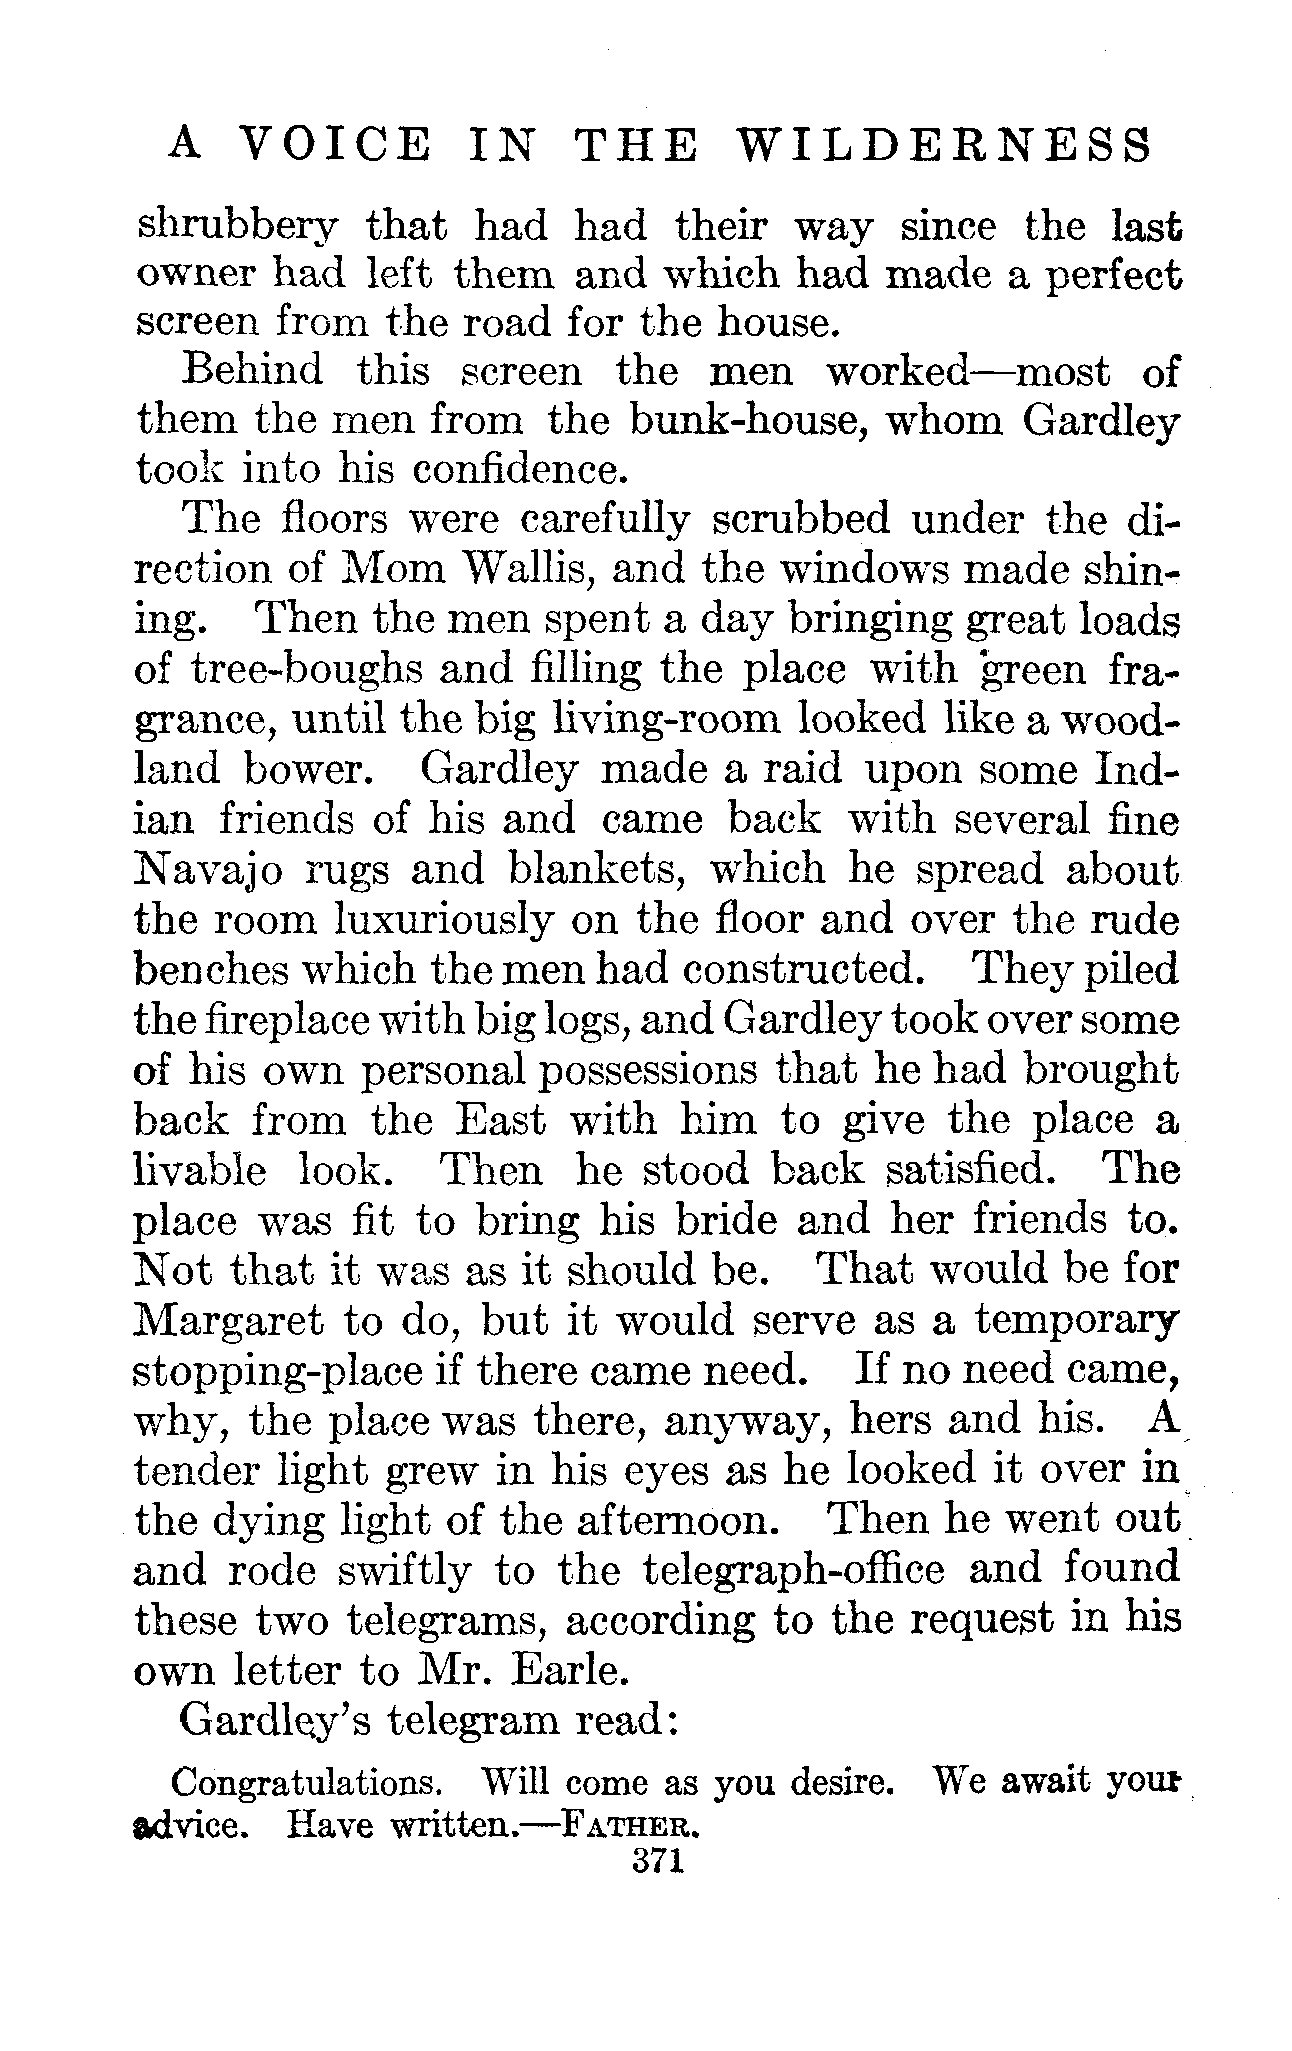 A VOICE IN THE WILDERNESS
shrubbery that had had their way since the last
owner had left them and which had made a perfect
screen from the road for the house.
Behind this screen the men worked—most of
them the men from the bunk-house, whom Gardley
took into his confidence.
The floors were carefully scrubbed under the di-
rection of Mom Wallis, and the windows made shin-
ing. Then the men spent a day bringing great loads
of tree-boughs and filling the place with green fra-
grance, until the big living-room looked like a wood-
land bower. Gardley made a raid upon some Ind-
ian friends of his and came back with several fine
Navajo rugs and blankets, which he spread about
the room luxuriously on the floor and over the rude
benches which the men had constructed. They piled
the fireplace with big logs, and Gardley took over some
of his own personal possessions that he had brought
back from the East with him to give the place a
livable look. Then he stood back satisfied. The
place was fit to bring his bride and her friends to.
Not that it was as it should be. That would be for
Margaret to do, but it would serve as a temporary
stopping-place if there came need. If no need came,
why, the place was there, anyway, hers and his. A
tender light grew in his eyes as he looked it over in
the dying light of the afternoon. Then he went out
and rode swiftly to the telegraph-office and found
these two telegrams, according to the request in his
own letter to Mr. Earle.
Gardley's telegram read:
Congratulations. Will come as you desire. We await your
advice. Have written.—FATHER.
371